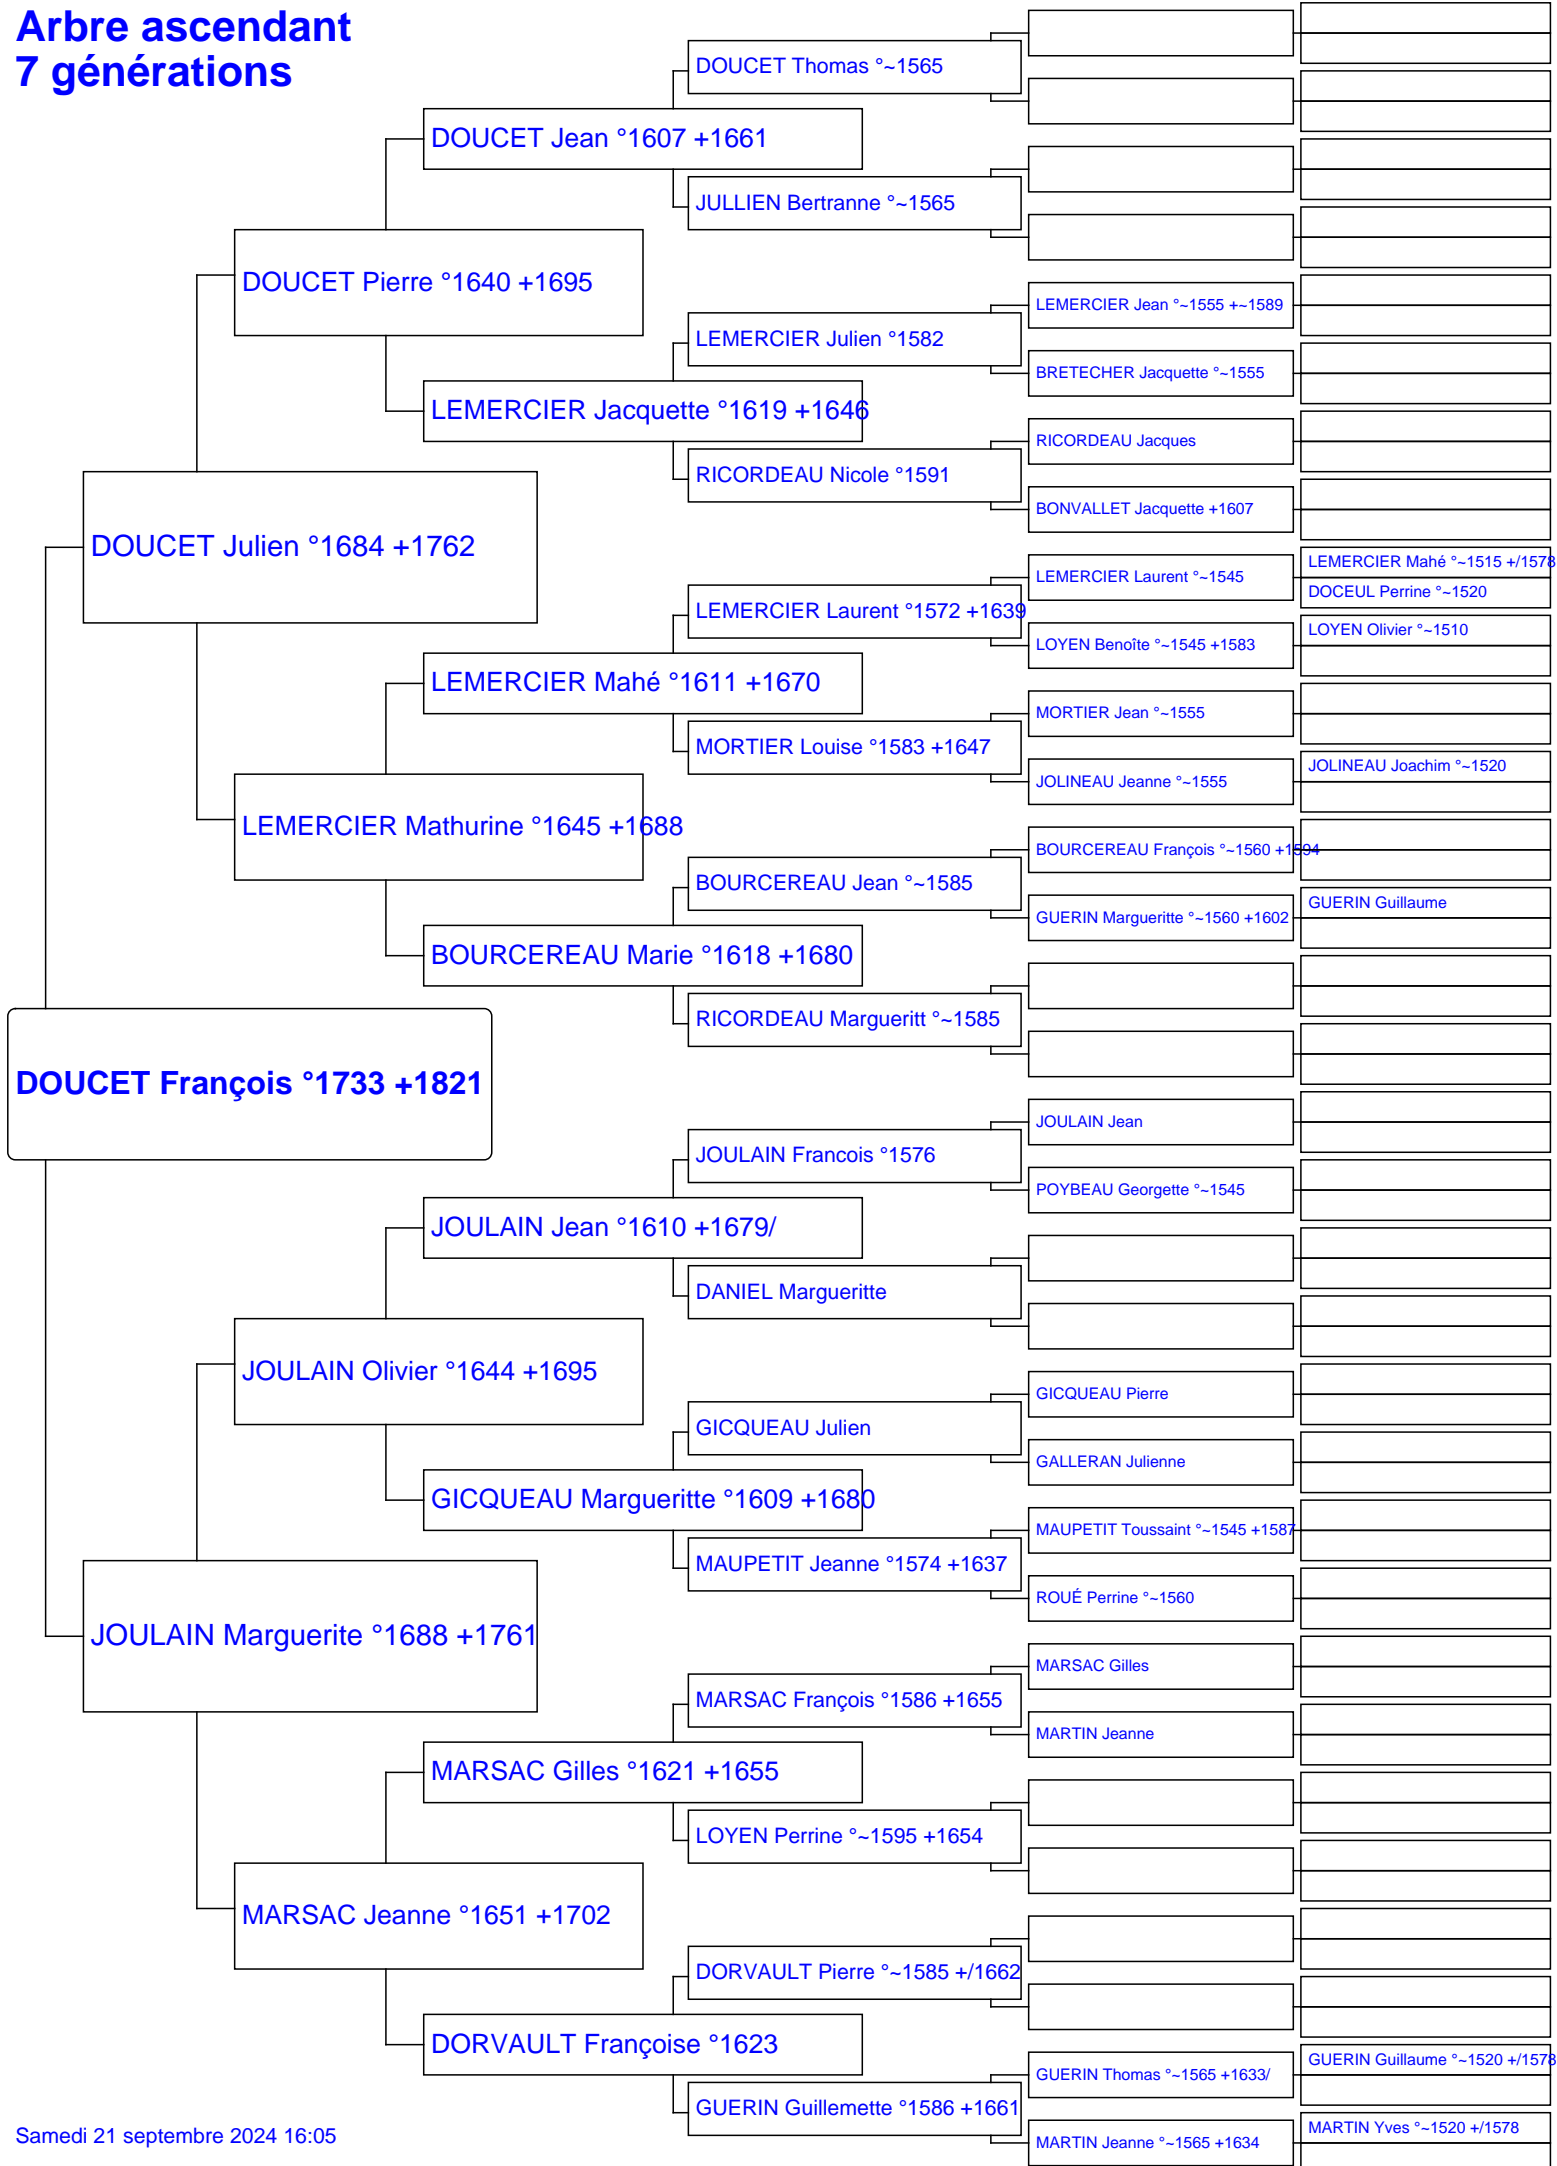 Arbre ascendant
7 générations
DOUCET Thomas °~1565
DOUCET Jean °1607 +1661
JULLIEN Bertranne °~1565
DOUCET Pierre °1640 +1695
LEMERCIER Jean °~1555 +~1589
LEMERCIER Julien °1582
BRETECHER Jacquette °~1555
LEMERCIER Jacquette °1619 +1646
RICORDEAU Jacques
RICORDEAU Nicole °1591
BONVALLET Jacquette +1607
DOUCET Julien °1684 +1762
LEMERCIER Mahé °~1515 +/1578
LEMERCIER Laurent °~1545
DOCEUL Perrine °~1520
LEMERCIER Laurent °1572 +1639
LOYEN Olivier °~1510
LOYEN Benoîte °~1545 +1583
LEMERCIER Mahé °1611 +1670
MORTIER Jean °~1555
MORTIER Louise °1583 +1647
JOLINEAU Joachim °~1520
JOLINEAU Jeanne °~1555
LEMERCIER Mathurine °1645 +1688
BOURCEREAU François °~1560 +1594
BOURCEREAU Jean °~1585
GUERIN Guillaume
GUERIN Margueritte °~1560 +1602
BOURCEREAU Marie °1618 +1680
RICORDEAU Margueritt °~1585
DOUCET François °1733 +1821
JOULAIN Jean
JOULAIN Francois °1576
POYBEAU Georgette °~1545
JOULAIN Jean °1610 +1679/
DANIEL Margueritte
JOULAIN Olivier °1644 +1695
GICQUEAU Pierre
GICQUEAU Julien
GALLERAN Julienne
GICQUEAU Margueritte °1609 +1680
MAUPETIT Toussaint °~1545 +1587
MAUPETIT Jeanne °1574 +1637
ROUÉ Perrine °~1560
JOULAIN Marguerite °1688 +1761
MARSAC Gilles
MARSAC François °1586 +1655
MARTIN Jeanne
MARSAC Gilles °1621 +1655
LOYEN Perrine °~1595 +1654
MARSAC Jeanne °1651 +1702
DORVAULT Pierre °~1585 +/1662
DORVAULT Françoise °1623
GUERIN Guillaume °~1520 +/1578
GUERIN Thomas °~1565 +1633/
GUERIN Guillemette °1586 +1661
MARTIN Yves °~1520 +/1578
MARTIN Jeanne °~1565 +1634
Samedi 21 septembre 2024 16:05